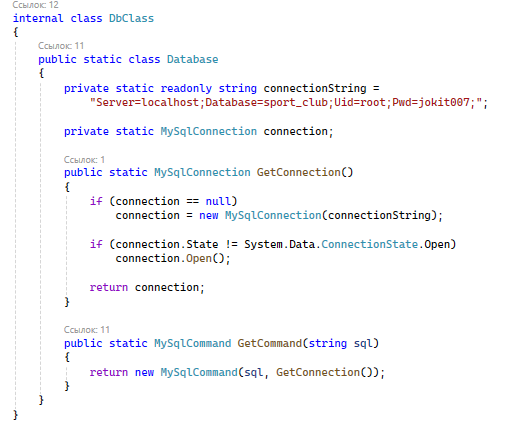 Ссылок: 12
internal class DbClass
{
Ссылок: 11
public static class Database
{
private static readonly string connectionString =
"Server=localhost;Database=sport_club;Uid=root;Pwd=jokit007;";
private static MySqlConnection connection;
Ссылок: 1
public static MySqlConnection GetConnection()
{
if (connection == null)
connection = new MySqlConnection(connectionString);
if (connection.State != System.Data.ConnectionState.Open)
connection.Open();
return connection;
}
Ссылок: 11
public static MySqlCommand GetCommand(string sql)
{
return new MySqlCommand(sql, GetConnection());
}
}
}